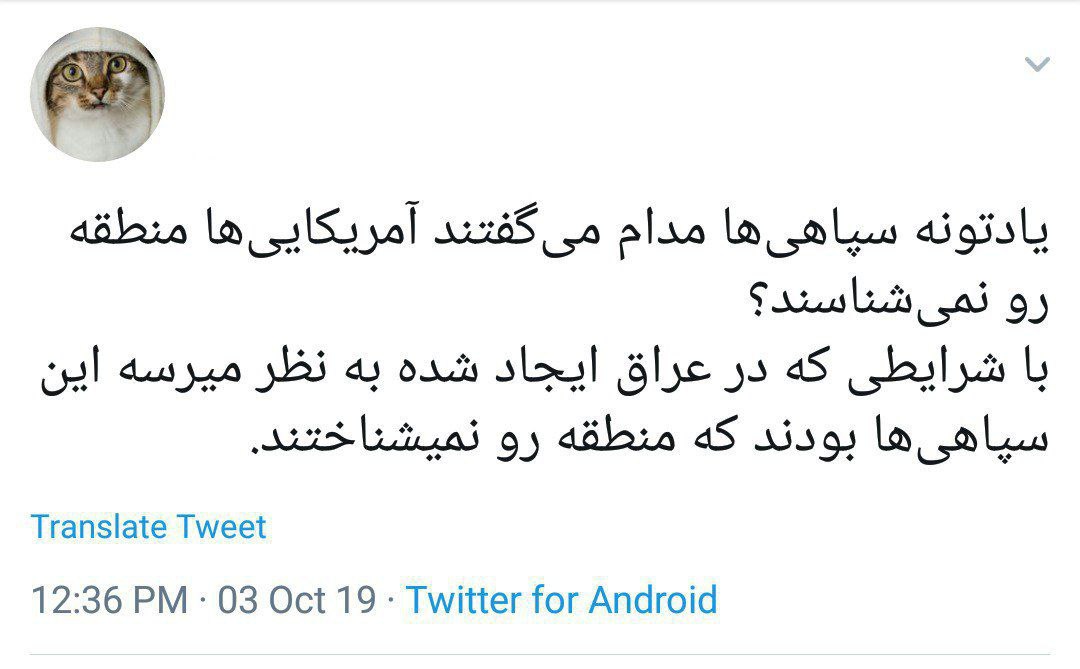 یادتونه سپاهی‌ها مدام می‌گفتند آمریکایی‌ها منطقه
رو نمی‌شناسند؟
با شرایطی که در عراق ایجاد شده به نظر میرسه این
سپاهی‌ها بودند که منطقه رو نمیشناختند.
Translate Tweet
12:36 PM · 03 Oct 19 · Twitter for Android